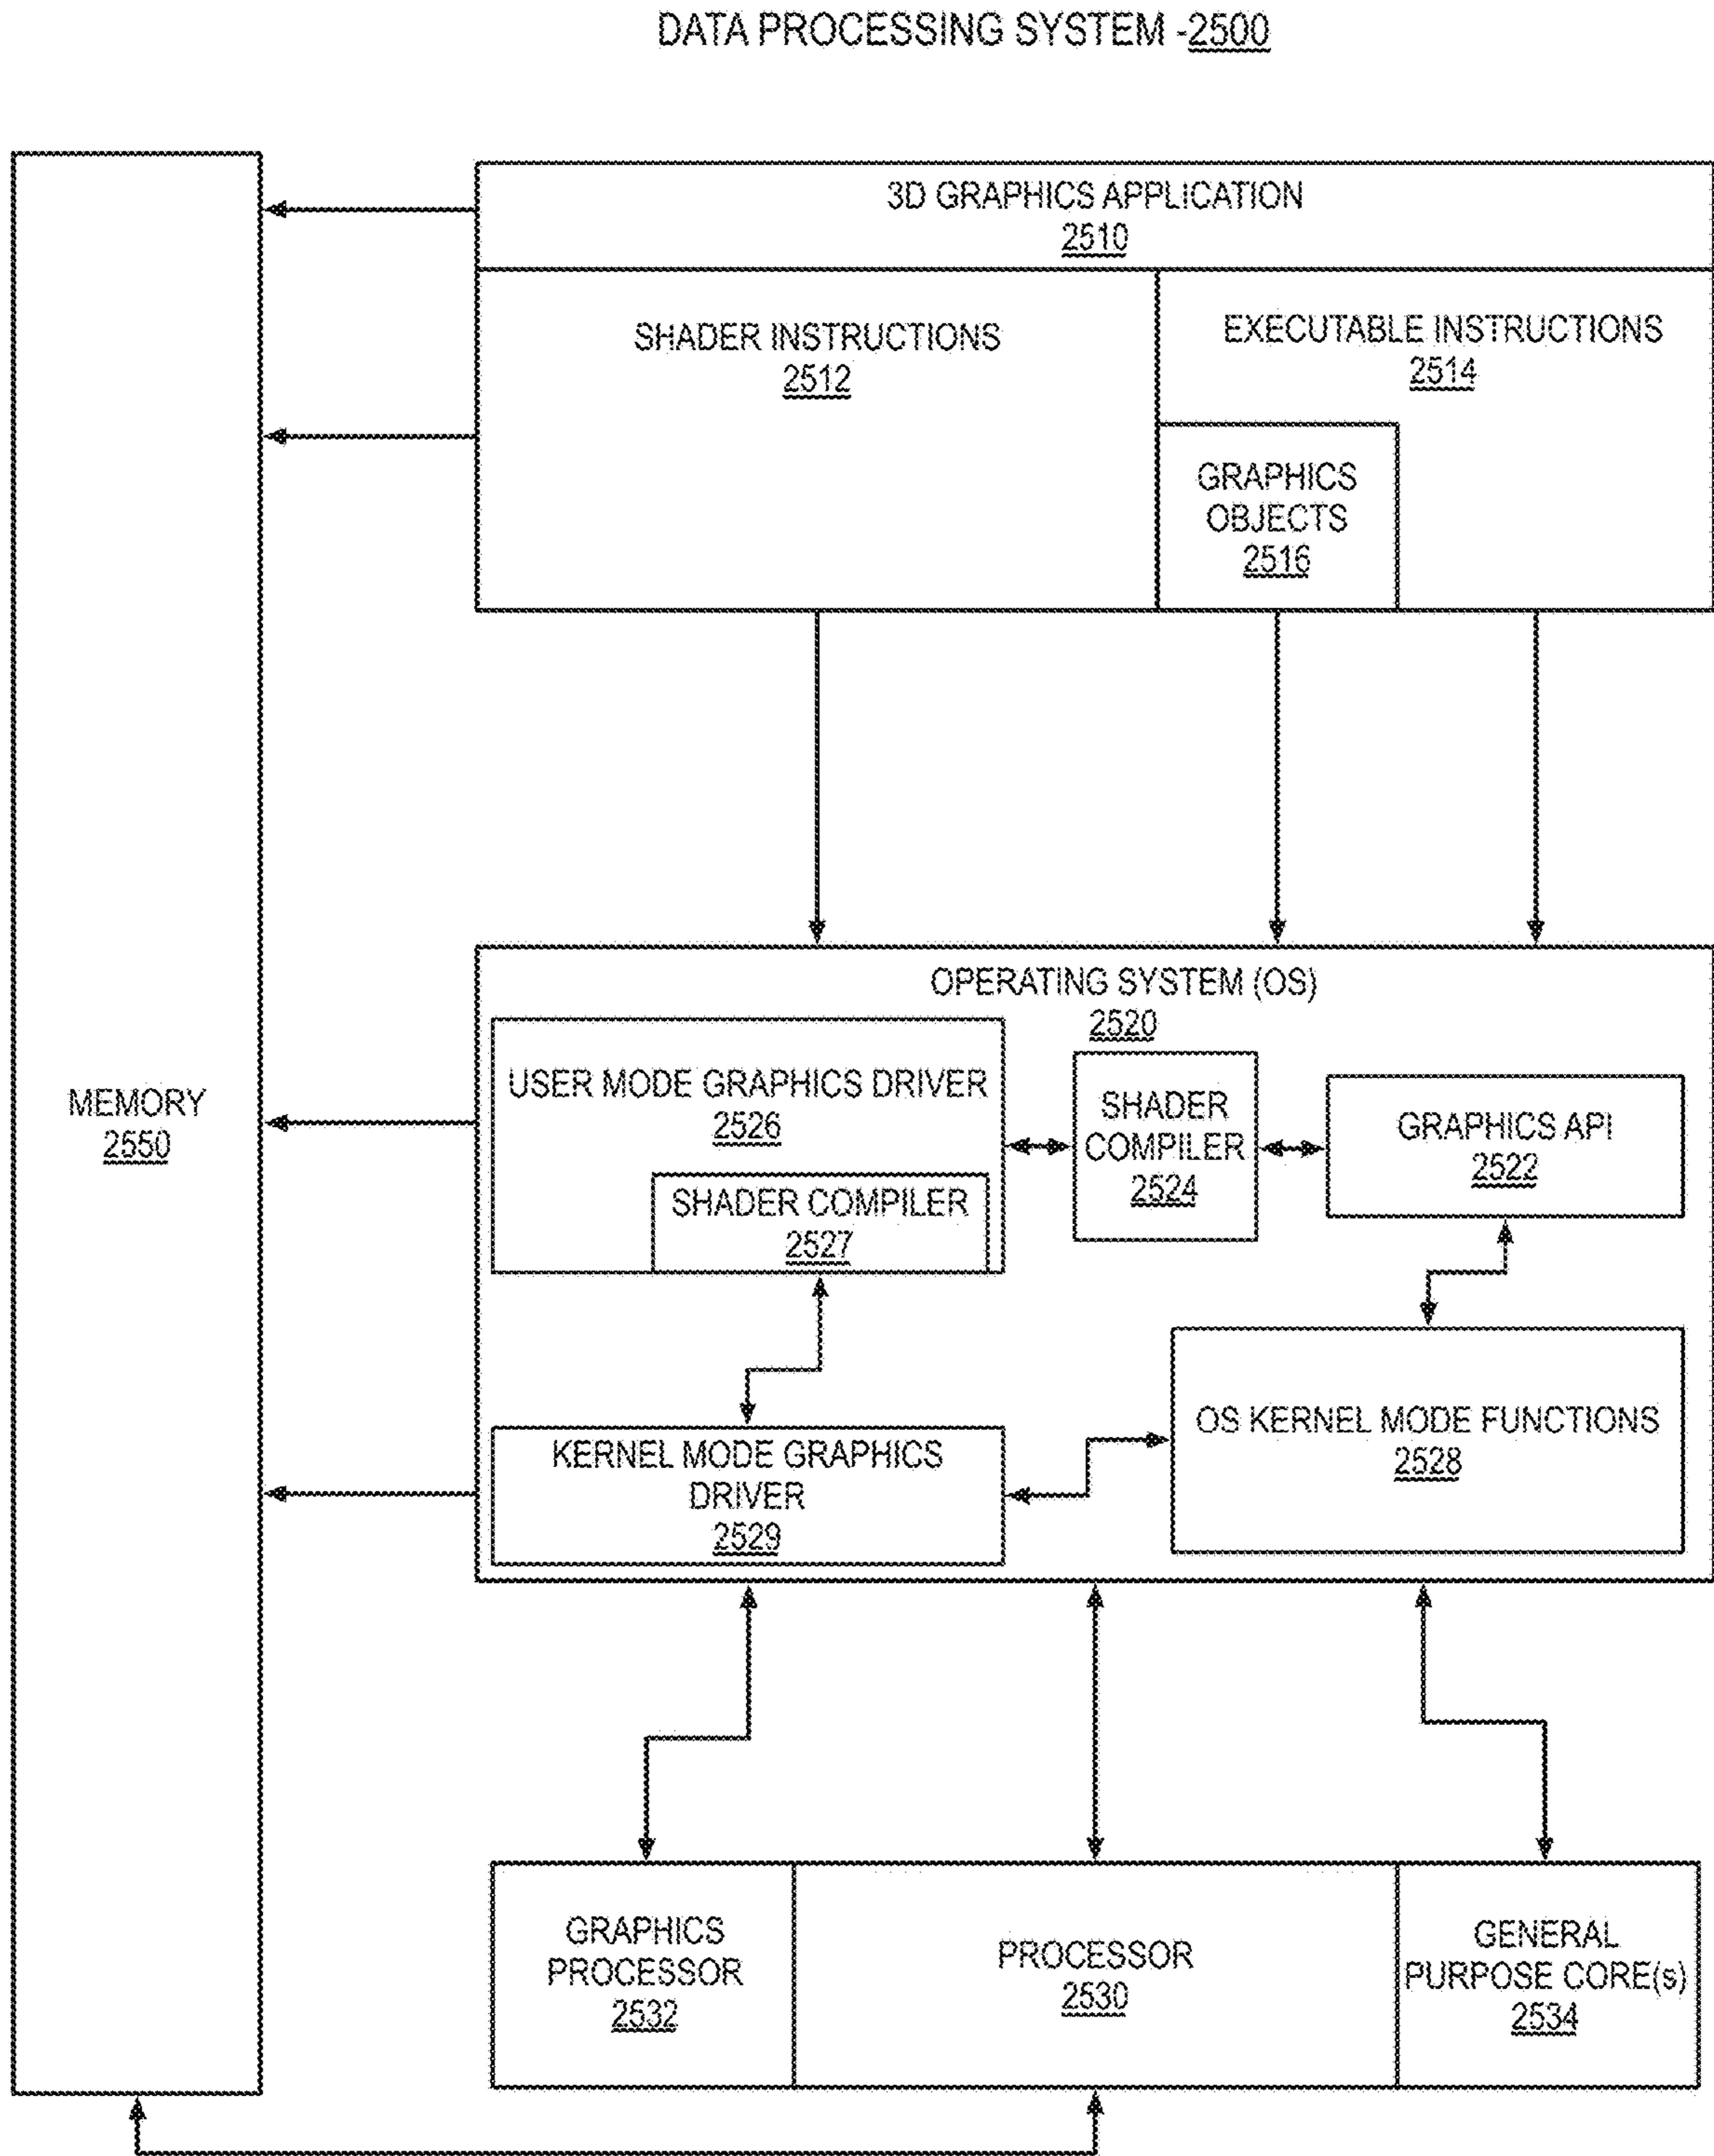 DATA PROCESSING SYSTEM -2500
3D GRAPHICS APPLICATION
2510
SHADER INSTRUCTIONS
2512
EXECUTABLE INSTRUCTIONS
2514
GRAPHICS
OBJECTS
2516
MEMORY
2550
OPERATING SYSTEM (OS)
2520
USER MODE GRAPHICS DRIVER
2526
SHADER COMPILER
2527
SHADER
COMPILER
2524
GRAPHICS API
2522
KERNEL MODE GRAPHICS
DRIVER
2529
OS KERNEL MODE FUNCTIONS
2528
GRAPHICS
PROCESSOR
2532
PROCESSOR
2530
GENERAL
PURPOSE CORE(s)
2534